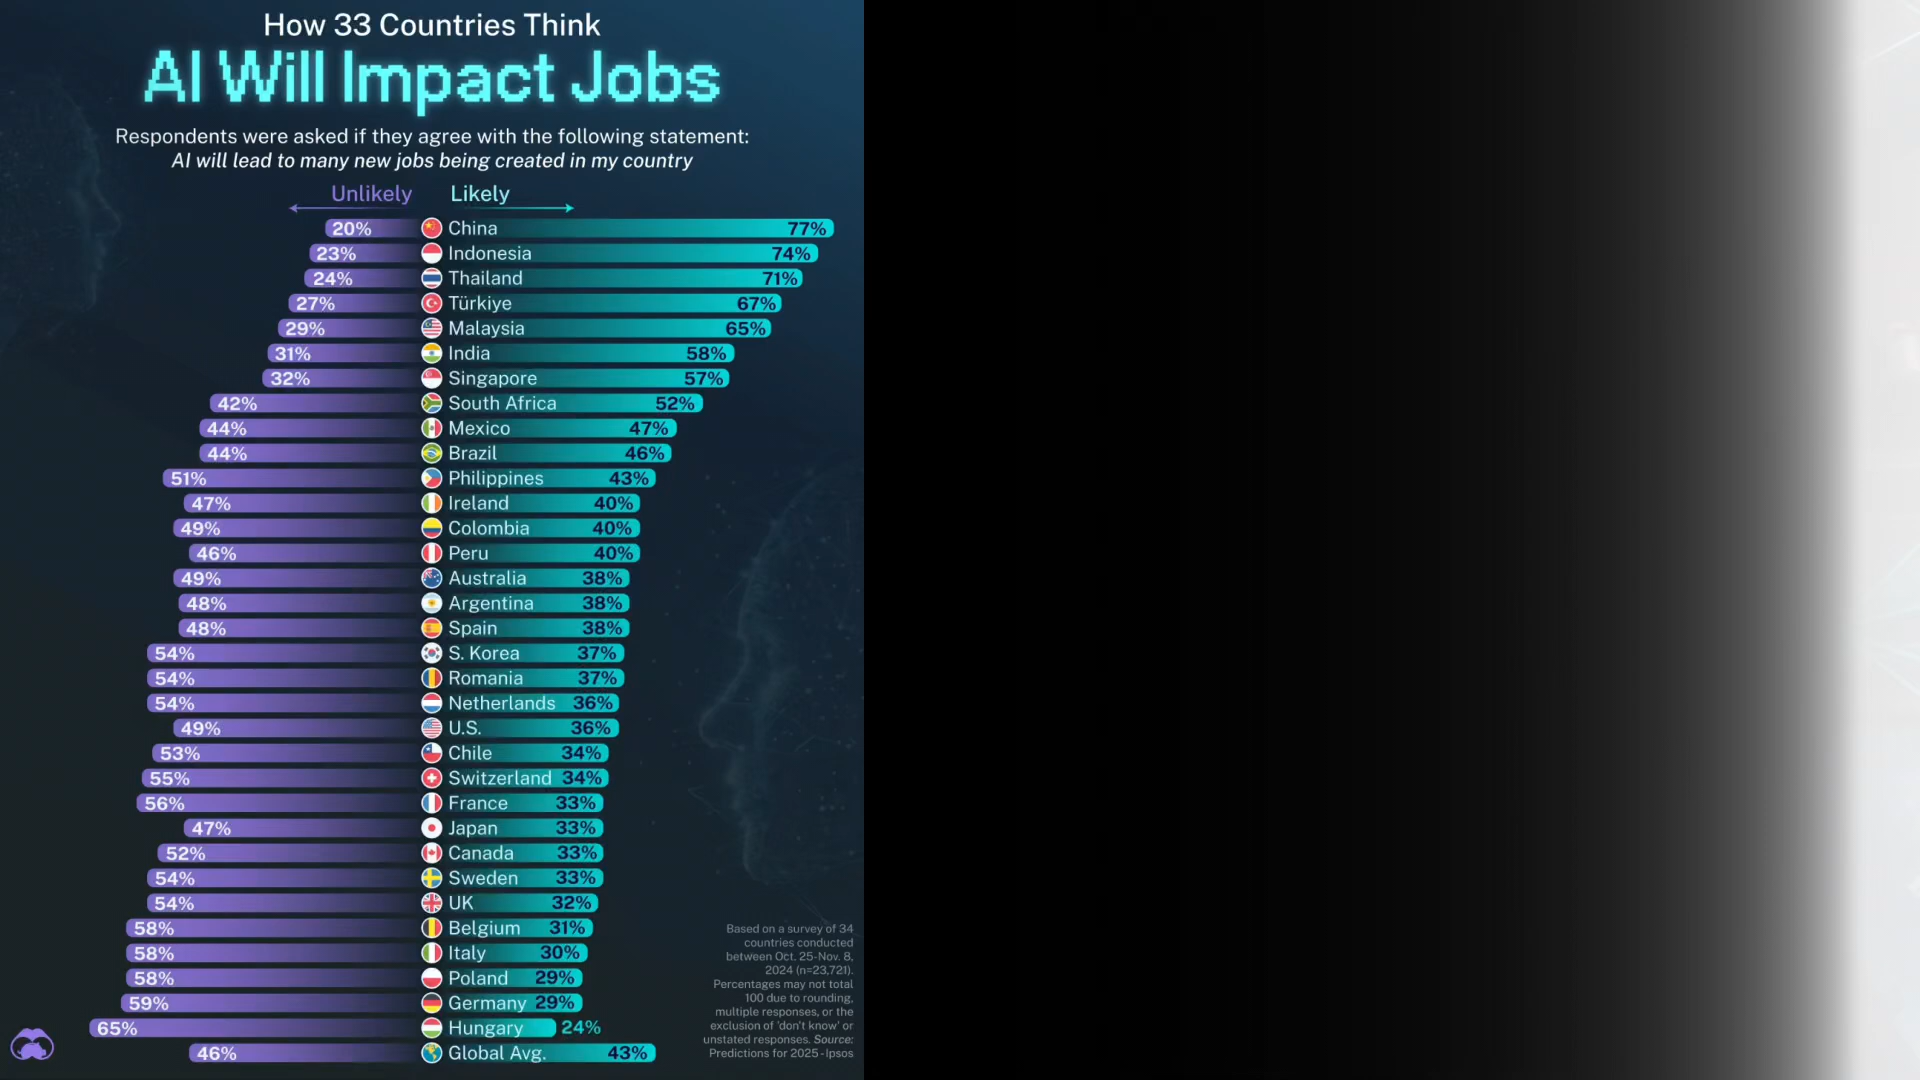 How 33 Countries Think
AI Will Impact Jobs
Respondents were asked if they agree with the following statement:
AI will lead to many new jobs being created in my country
Unlikely Likely
20% China 77%
23% Indonesia 74%
24% Thailand 71%
27% Türkiye 67%
29% Malaysia 65%
31% India 58%
32% Singapore 57%
42% South Africa 52%
44% Mexico 47%
44% Brazil 46%
51% Philippines 43%
47% Ireland 40%
49% Colombia 40%
46% Peru 40%
49% Australia 38%
48% Argentina 38%
48% Spain 38%
54% S. Korea 37%
54% Romania 37%
54% Netherlands 36%
49% U.S. 36%
53% Chile 34%
55% Switzerland 34%
56% France 33%
47% Japan 33%
52% Canada 33%
54% Sweden 33%
54% UK 32%
58% Belgium 31%
58% Italy 30%
58% Poland 29%
59% Germany 29%
65% Hungary 24%
46% Global Avg. 43%
Based on a survey of 34
countries conducted
between Oct. 25-Nov. 8,
2024 (n=23,721).
Percentages may not total
100 due to rounding,
multiple responses, or the
exclusion of 'don't know' or
unstated responses. Source:
Predictions for 2025 - Ipsos